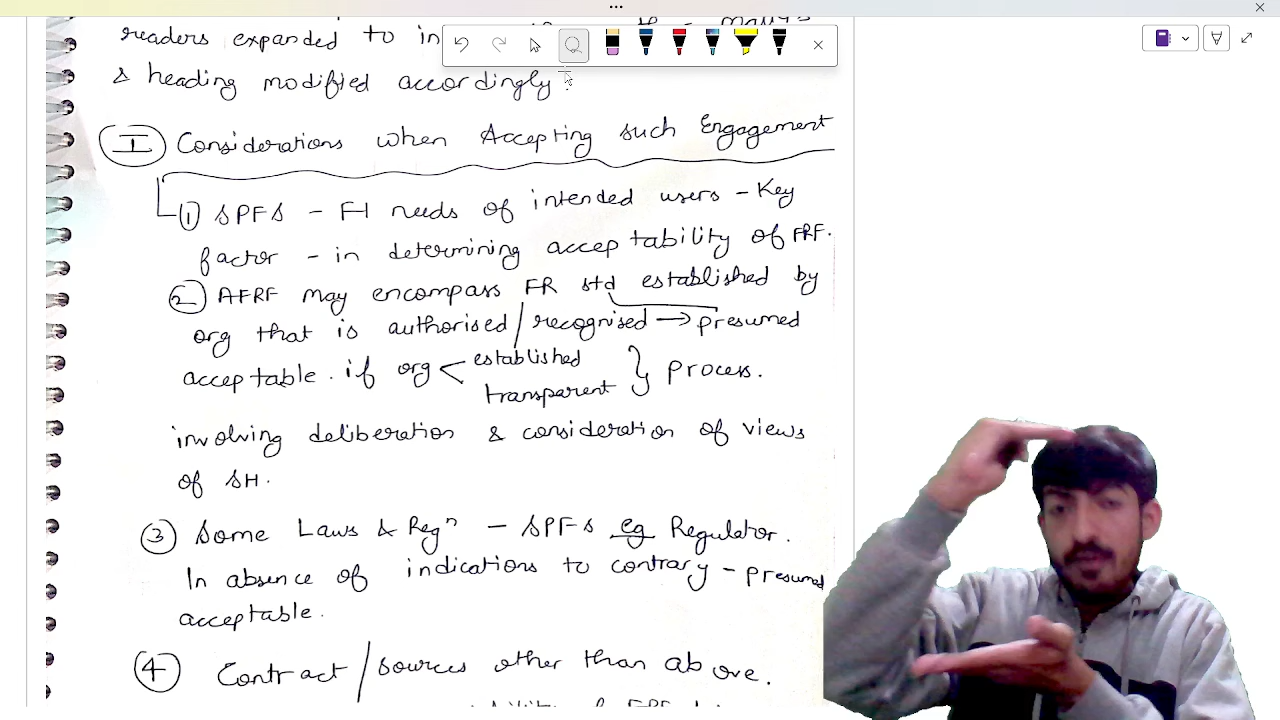 readers expanded to in
& heading modified accordingly
I Considerations when Accepting such Engagement
1 SPFS - FI needs of intended users - Key
factor - in determining acceptability of FRF.
2 AFRF may encompass FR std established by
org that is authorised / recognised → presumed
acceptable. if org < established
transparent } process.
involving deliberation & consideration of views
of SH.
3 Some Laws & Regn - SPFS eg Regulator.
In absence of indications to contrary - presumed
acceptable.
4 Contract / sources other than above.